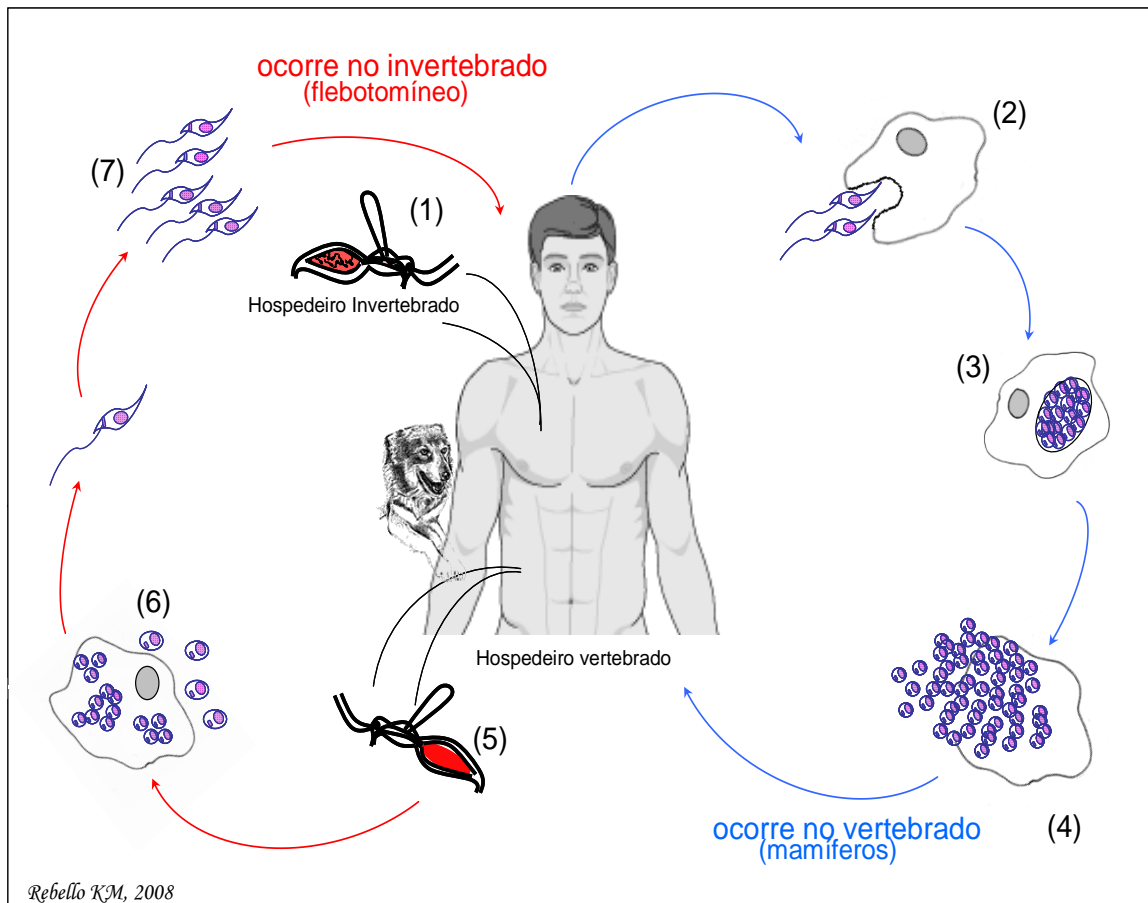 ocorre no invertebrado
(flebotomíneo)
(2)
(7)
(1)
Hospedeiro Invertebrado
(3)
(6)
Hospedeiro vertebrado
(5)
ocorre no vertebrado
(mamíferos)
(4)
Rebello KM, 2008